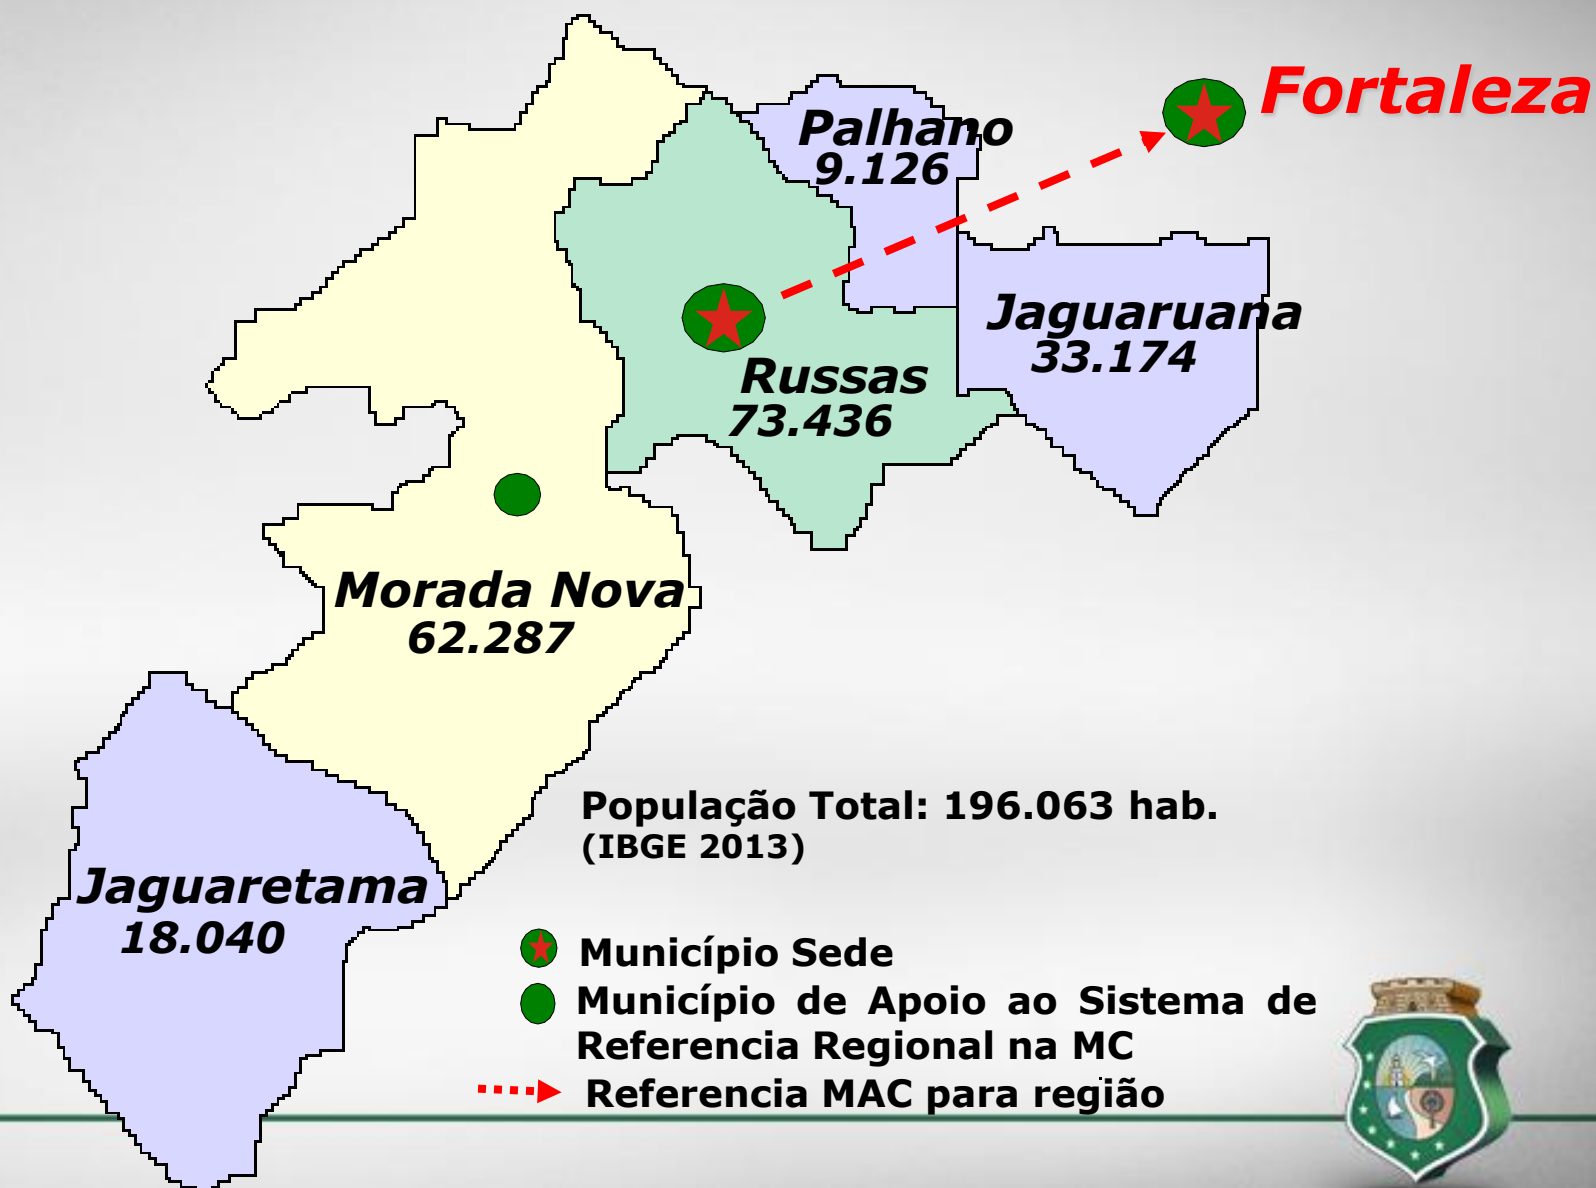 Fortaleza
Palhano
9.126
Jaguaruana
33.174
Russas
73.436
Morada Nova
62.287
População Total: 196.063 hab.
(IBGE 2013)
Jaguaretama
18.040
Município Sede
Município de Apoio ao Sistema de
Referencia Regional na MC
Referencia MAC para região